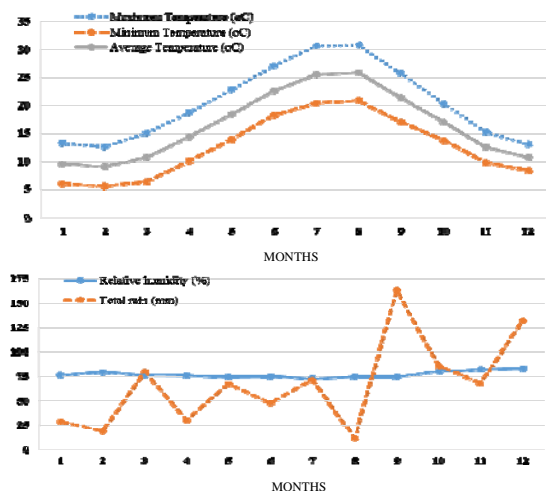 35
Maximum Temperature (oC)
30
Minimum Temperature (oC)
Average Temperature (oC)
25
20
15
10
5
0
1 2 3 4 5 6 7 8 9 10 11 12
MONTHS
175
Relative humidity (%)
150
Total rain (mm)
125
100
75
50
25
0
1 2 3 4 5 6 7 8 9 10 11 12
MONTHS